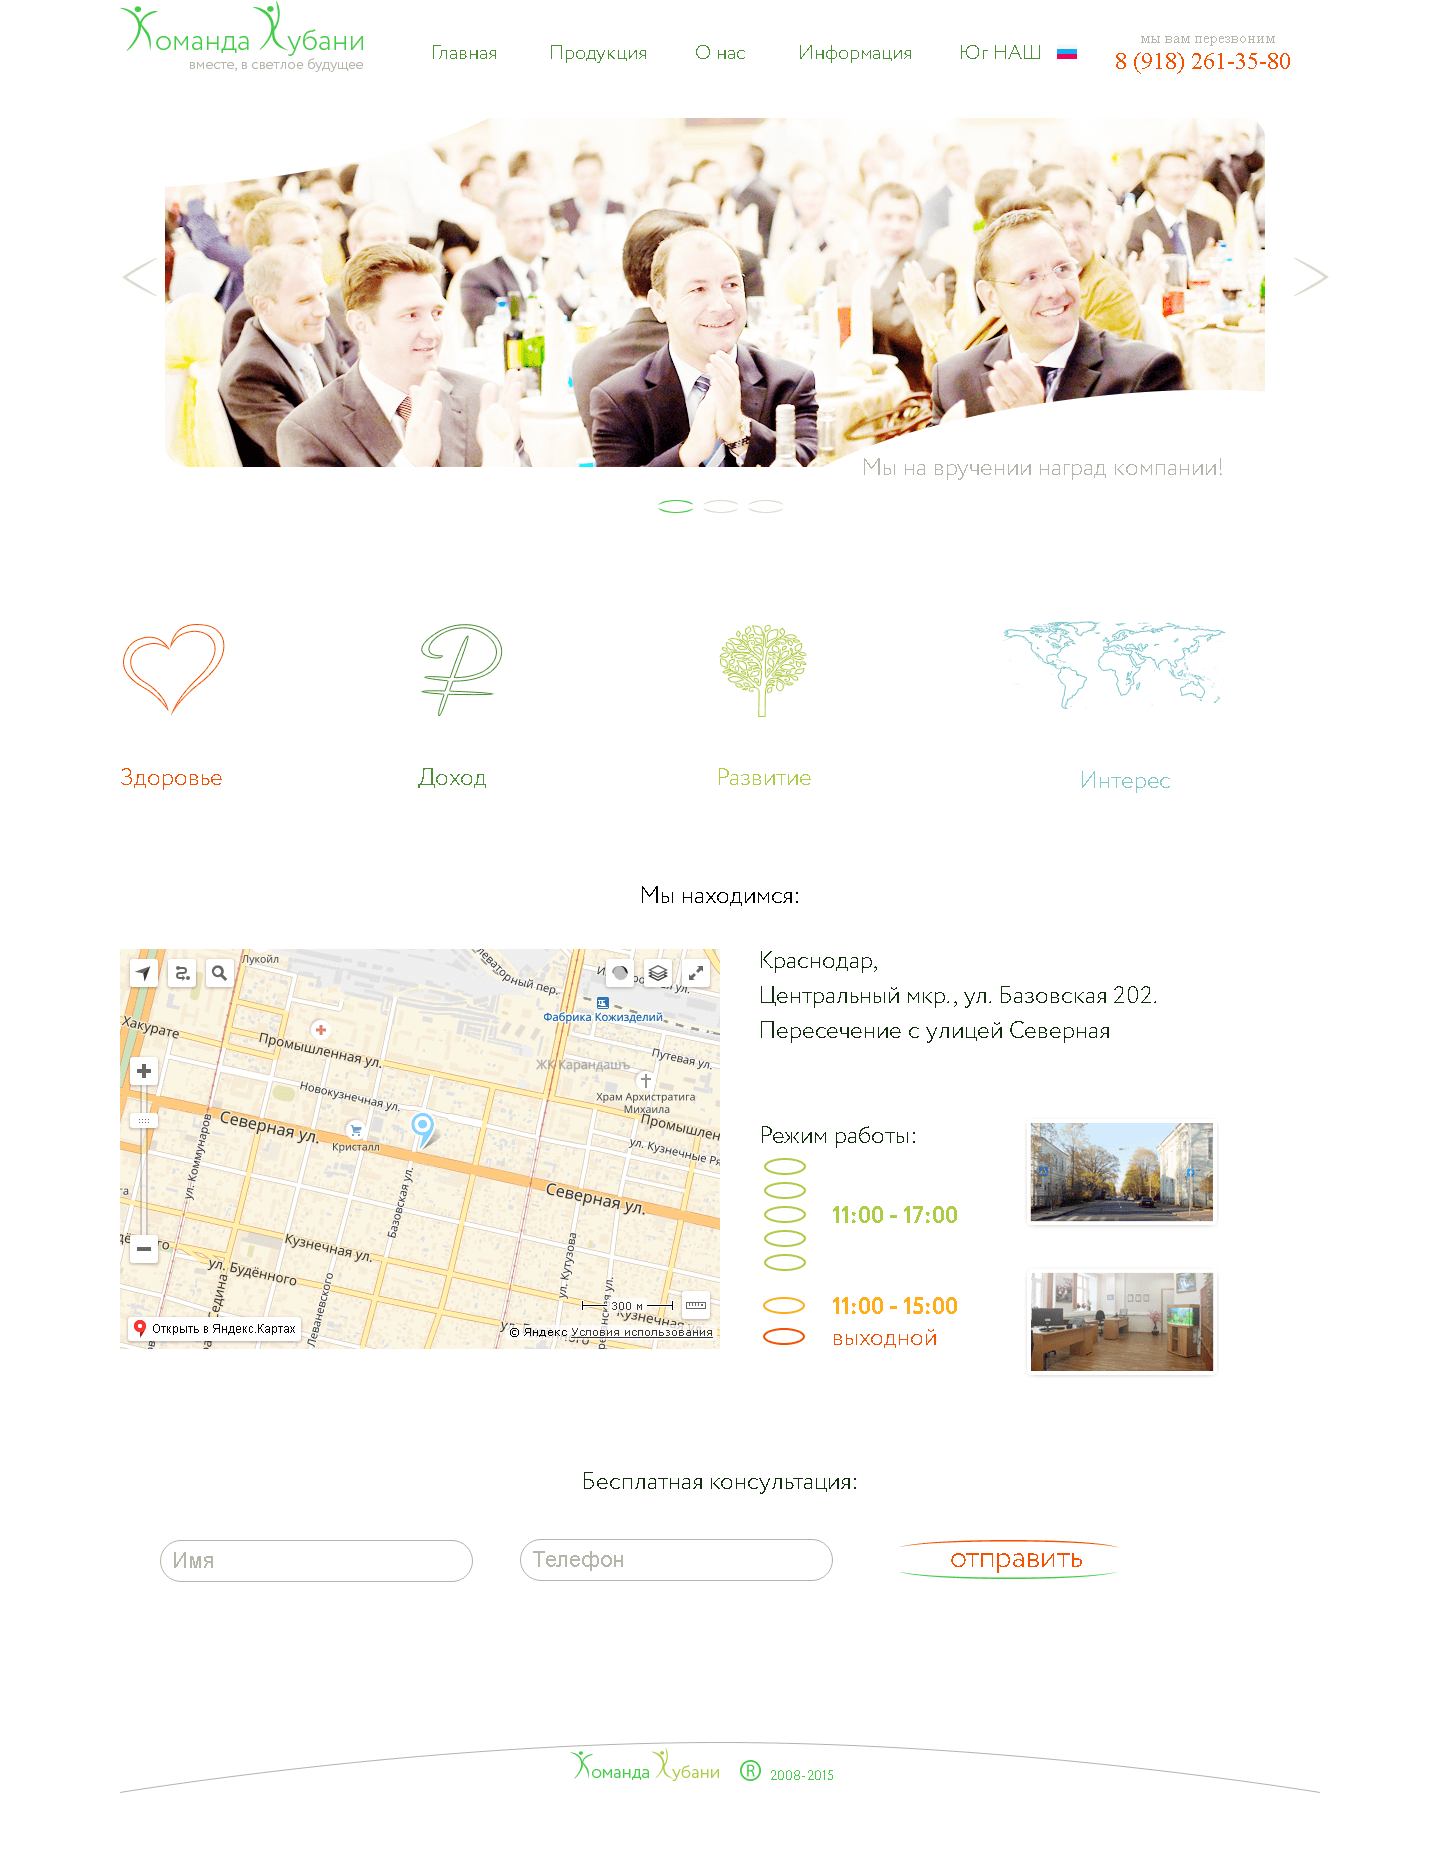 Команда Кубани
вместе, в светлое будущее
Главная
Продукция
О нас
Информация
Юг НАШ
мы вам перезвоним
8 (918) 261-35-80
Мы на вручении наград компании!
Здоровье
Доход
Развитие
Интерес
Мы находимся:
Лукойл
Фабрика Кожизделий
Хакурате
Промышленная ул.
ЖК Карандашъ
Путевая ул.
Новокузнечная ул.
Храм Архистратига
Михаила
Промышленн
Северная ул.
Кристалл
ул. Кузнечные Ря
ул. Коммунаров
Базовская ул.
Северная ул.
Кузнечная ул.
ул. Будённого
ул. Кутузова
Леваневского
300 м
Кузнечна
Открыть в Яндекс.Картах
© Яндекс Условия использования
Краснодар,
Центральный мкр., ул. Базовская 202.
Пересечение с улицей Северная
Режим работы:
11:00 - 17:00
11:00 - 15:00
выходной
Бесплатная консультация:
Имя
Телефон
отправить
Команда Кубани ® 2008-2015